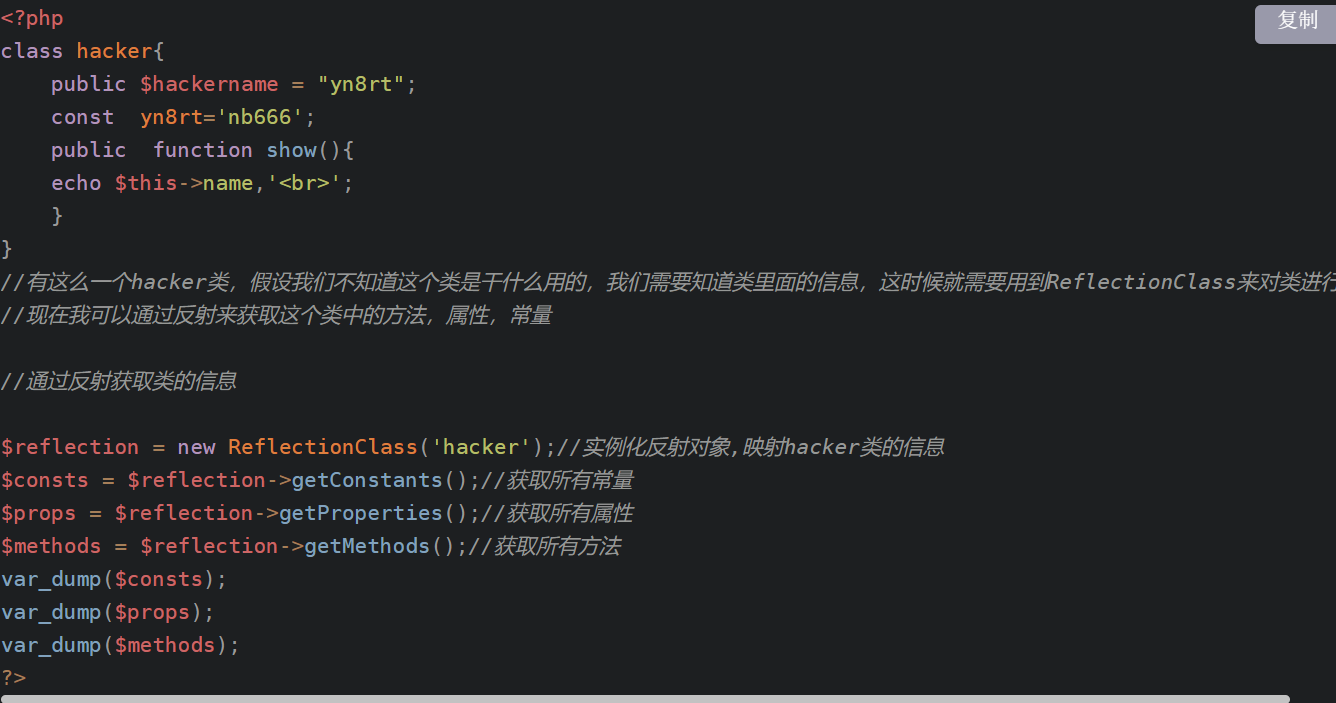 <?php
复制
class hacker{
    public $hackername = "yn8rt";
    const  yn8rt='nb666';
    public  function show(){
    echo $this->name,'<br>';
    }
}
//有这么一个hacker类，假设我们不知道这个类是干什么用的，我们需要知道类里面的信息，这时候就需要用到ReflectionClass来对类进行
//现在我可以通过反射来获取这个类中的方法，属性，常量
//通过反射获取类的信息
$reflection = new ReflectionClass('hacker');//实例化反射对象,映射hacker类的信息
$consts = $reflection->getConstants();//获取所有常量
$props = $reflection->getProperties();//获取所有属性
$methods = $reflection->getMethods();//获取所有方法
var_dump($consts);
var_dump($props);
var_dump($methods);
?>